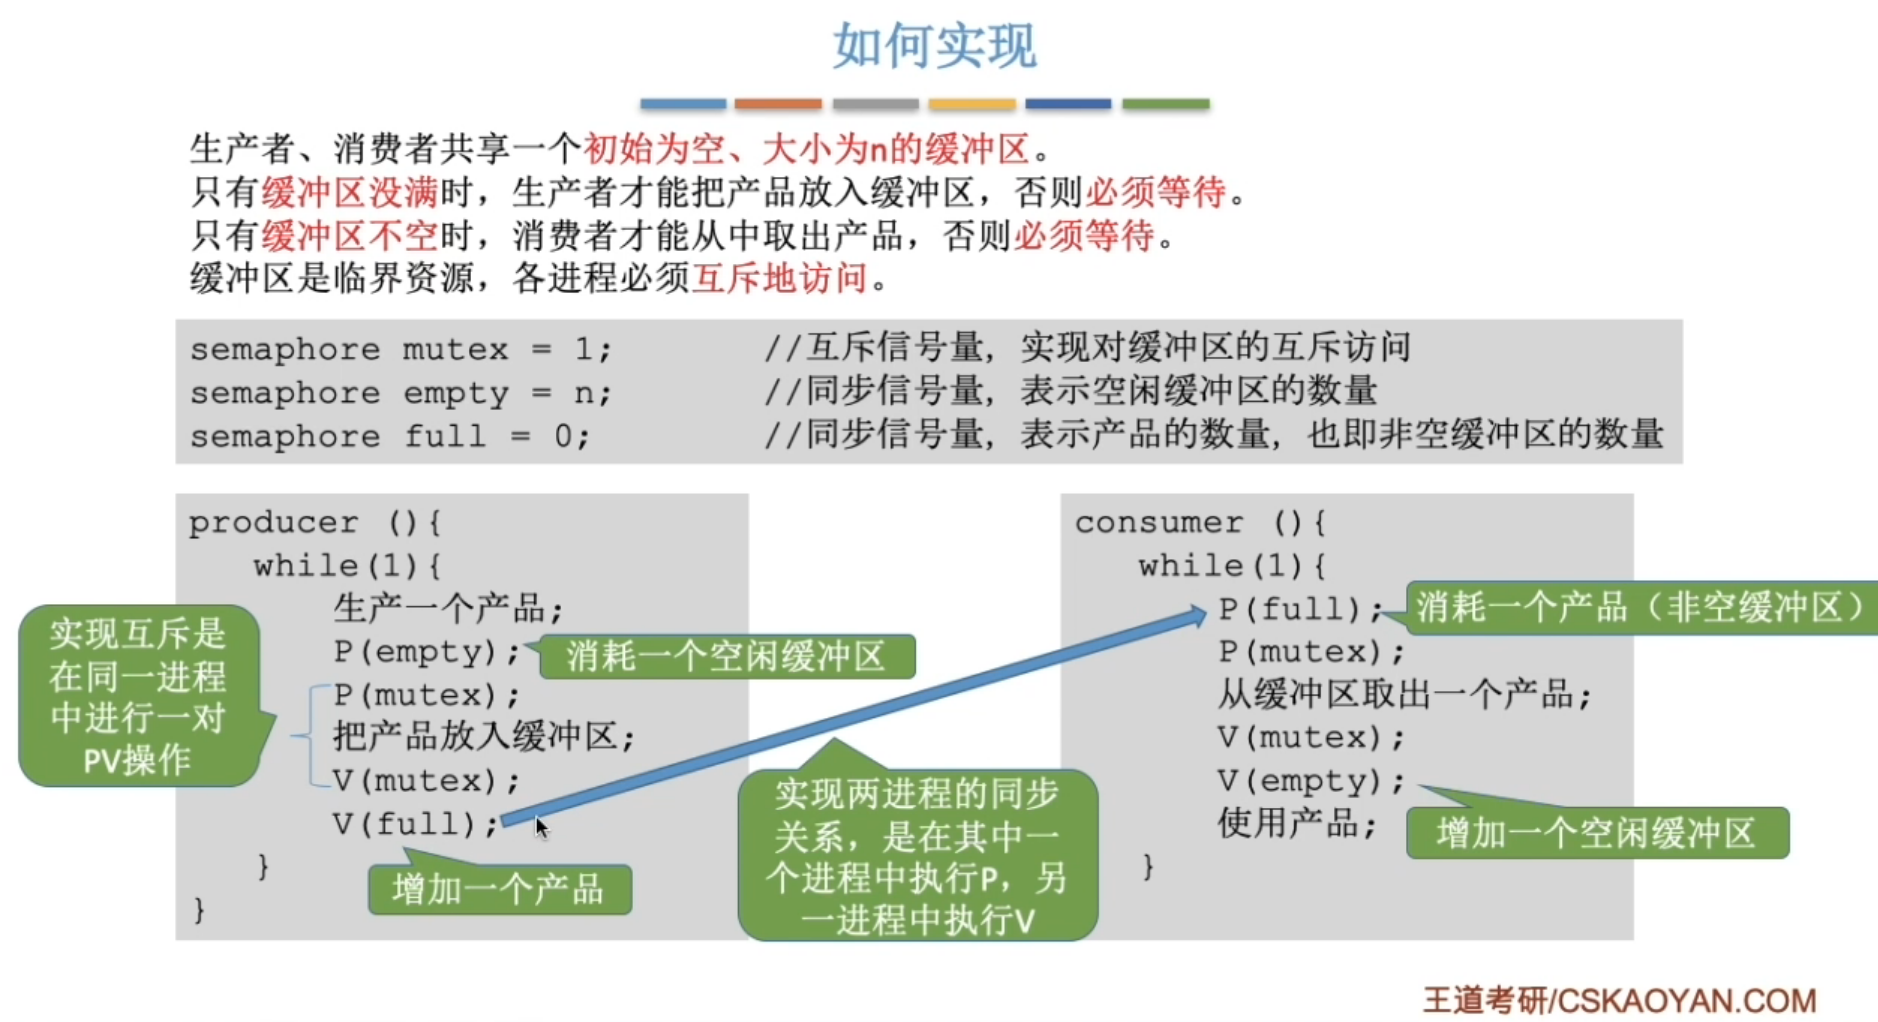 如何实现
生产者、消费者共享一个初始为空、大小为n的缓冲区。
只有缓冲区没满时，生产者才能把产品放入缓冲区，否则必须等待。
只有缓冲区不空时，消费者才能从中取出产品，否则必须等待。
缓冲区是临界资源，各进程必须互斥地访问。
semaphore mutex = 1; //互斥信号量, 实现对缓冲区的互斥访问
semaphore empty = n; //同步信号量, 表示空闲缓冲区的数量
semaphore full = 0; //同步信号量, 表示产品的数量, 也即非空缓冲区的数量
producer (){
while(1){
生产一个产品;
P(empty);
P(mutex);
把产品放入缓冲区;
V(mutex);
V(full);
}
}
实现互斥是
在同一进程
中进行一对
PV操作
消耗一个空闲缓冲区
增加一个产品
实现两进程的同步
关系，是在其中一
个进程中执行P，另
一进程中执行V
consumer (){
while(1){
P(full);
P(mutex);
从缓冲区取出一个产品;
V(mutex);
V(empty);
使用产品;
}
消耗一个产品（非空缓冲区）
增加一个空闲缓冲区
王道考研/CSKAOYAN.COM